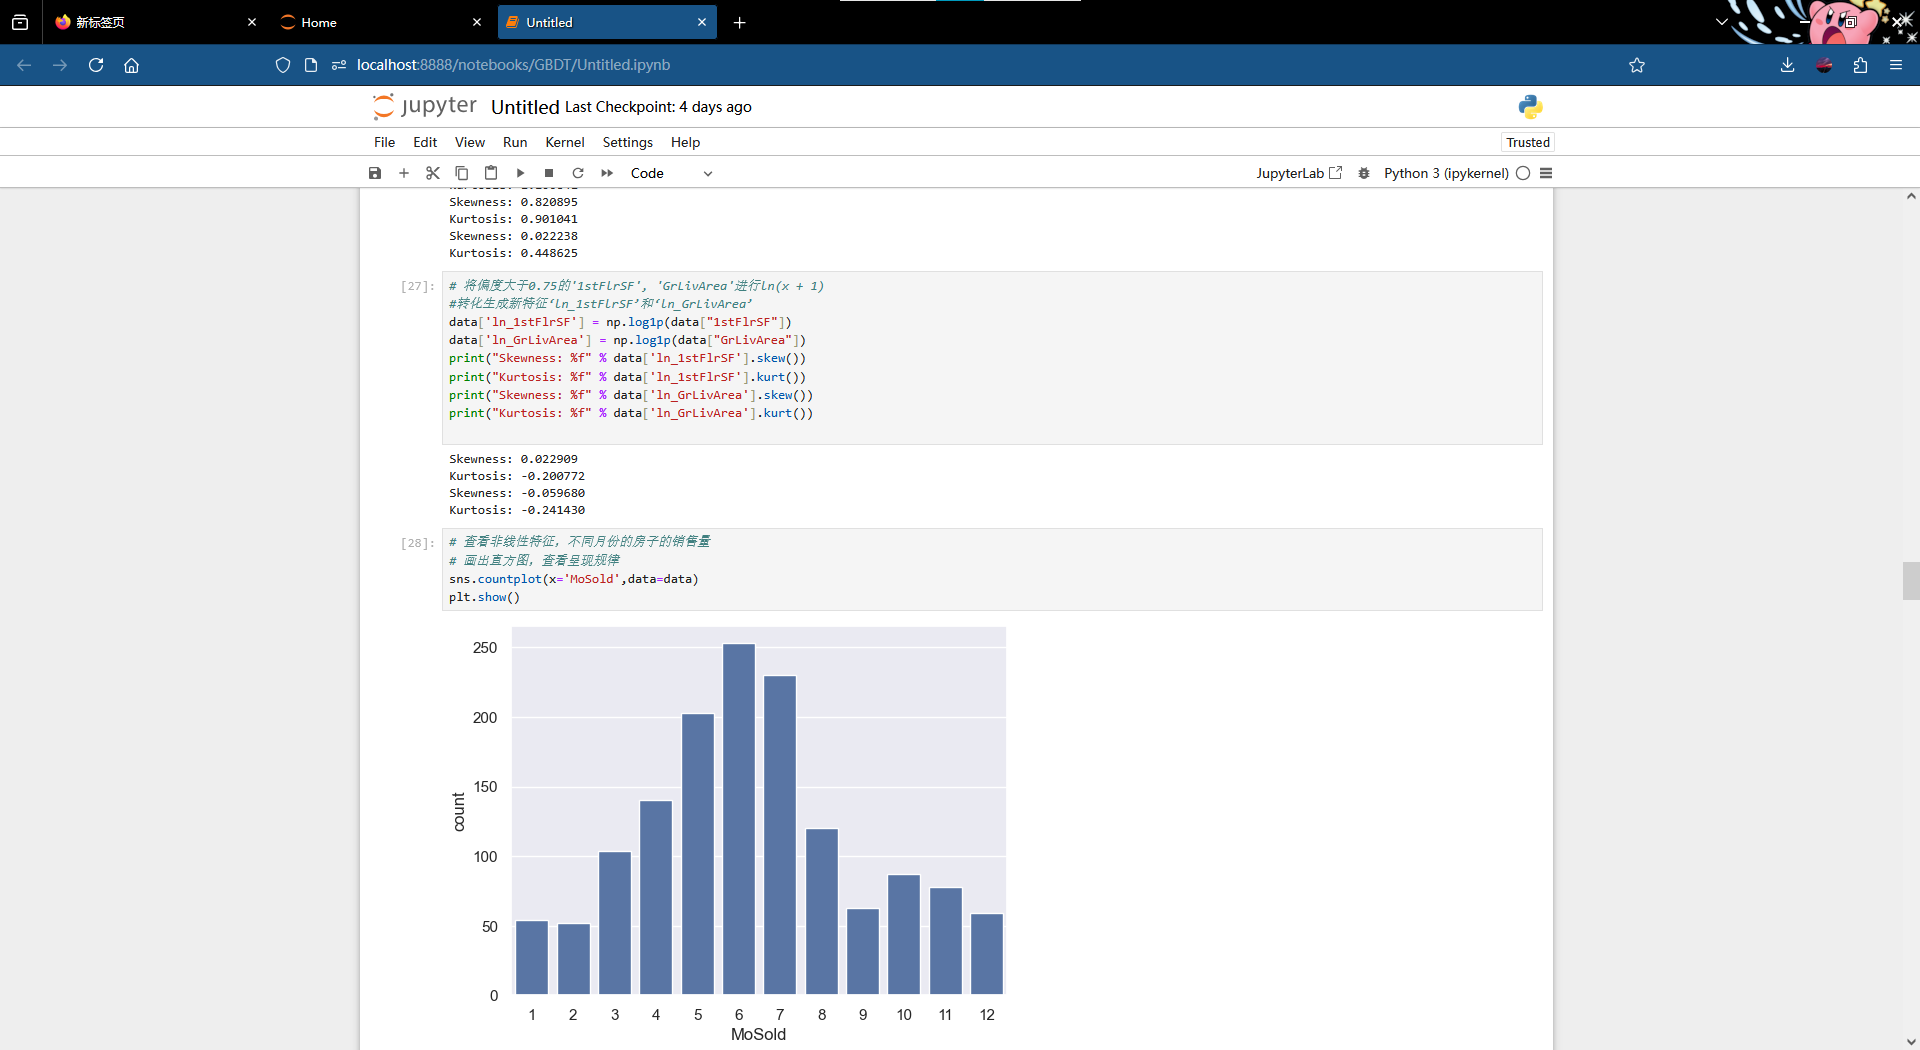 新标签页
Home
Untitled
localhost:8888/notebooks/GBDT/Untitled.ipynb
jupyter Untitled Last Checkpoint: 4 days ago
File Edit View Run Kernel Settings Help
Trusted
Code
JupyterLab
Python 3 (ipykernel)
Skewness: 0.820895
Kurtosis: 0.901041
Skewness: 0.022238
Kurtosis: 0.448625
[27]:
# 将偏度大于0.75的'1stFlrSF', 'GrLivArea'进行ln(x + 1)
#转化生成新特征‘ln_1stFlrSF’和‘ln_GrLivArea’
data['ln_1stFlrSF'] = np.log1p(data["1stFlrSF"])
data['ln_GrLivArea'] = np.log1p(data["GrLivArea"])
print("Skewness: %f" % data['ln_1stFlrSF'].skew())
print("Kurtosis: %f" % data['ln_1stFlrSF'].kurt())
print("Skewness: %f" % data['ln_GrLivArea'].skew())
print("Kurtosis: %f" % data['ln_GrLivArea'].kurt())
Skewness: 0.022909
Kurtosis: -0.200772
Skewness: -0.059680
Kurtosis: -0.241430
[28]:
# 查看非线性特征，不同月份的房子的销售量
# 画出直方图，查看呈现规律
sns.countplot(x='MoSold',data=data)
plt.show()
250
200
150
100
50
0
count
1 2 3 4 5 6 7 8 9 10 11 12
MoSold